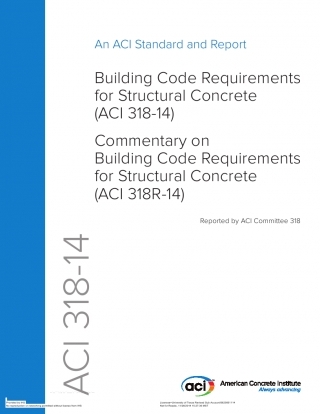 An ACI Standard and Report
Building Code Requirements
for Structural Concrete
(ACI 318-14)
Commentary on
Building Code Requirements
for Structural Concrete
(ACI 318R-14)
Reported by ACI Committee 318
ACI 318-14
aci
American Concrete Institute
Always advancing